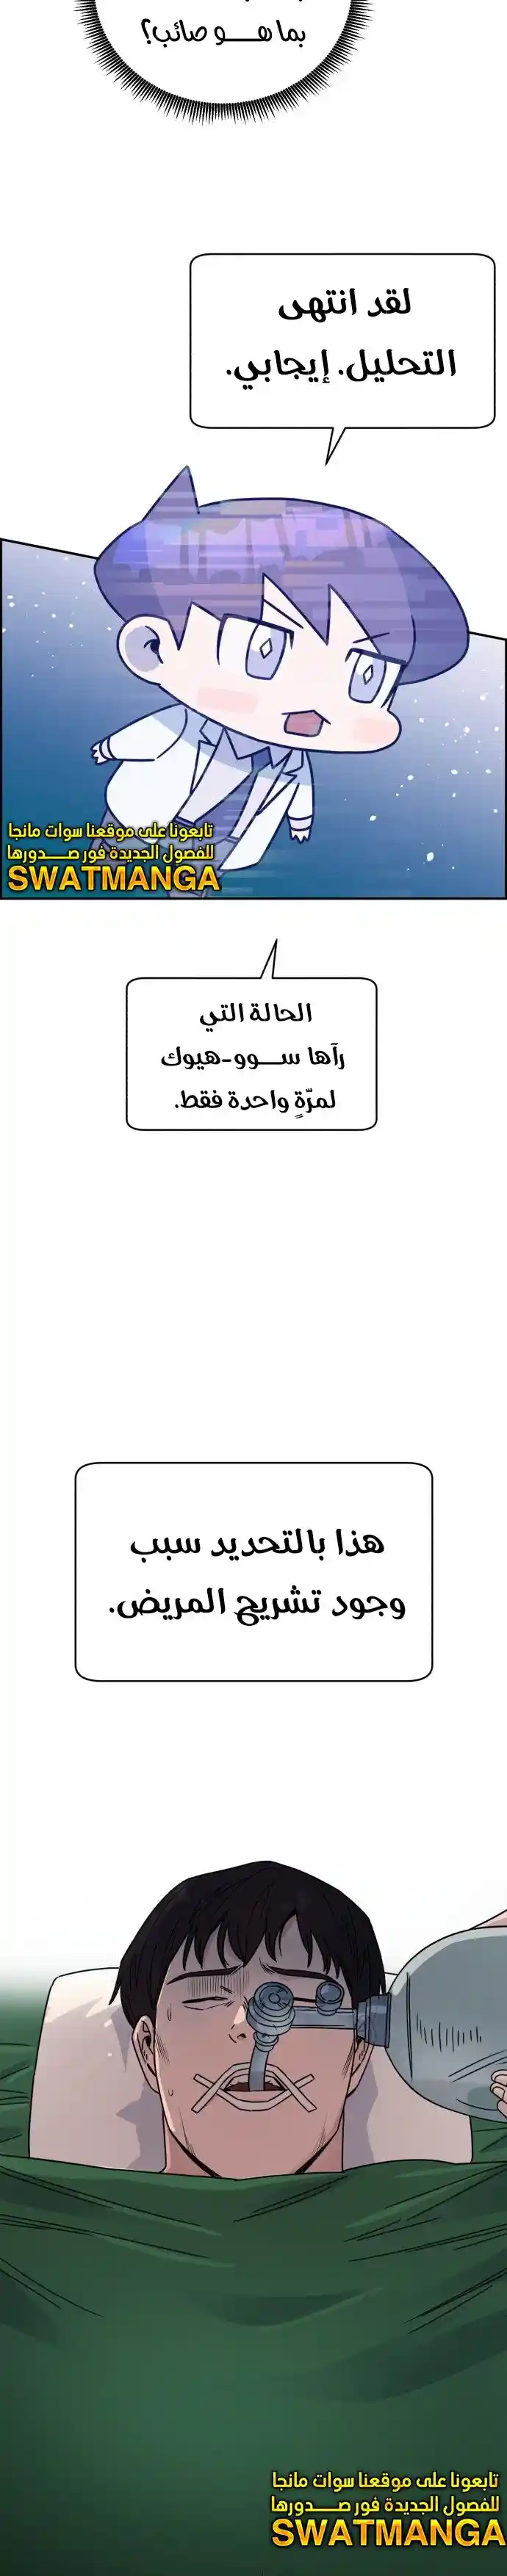 بما هـــو صائب؟
لقد انتهى
التحليل. إيجابي.
تابعونا على موقعنا سوات مانجا
للفصول الجديدة فور صـــدورها
SWATMANGA
الحالة التي
رآها ســـوو-هيوك
لمرّةٍ واحدة فقط.
هذا بالتحديد سبب
وجود تشريح المريض.
تابعونا على موقعنا سوات مانجا
للفصول الجديدة فور صـــدورها
SWATMANGA